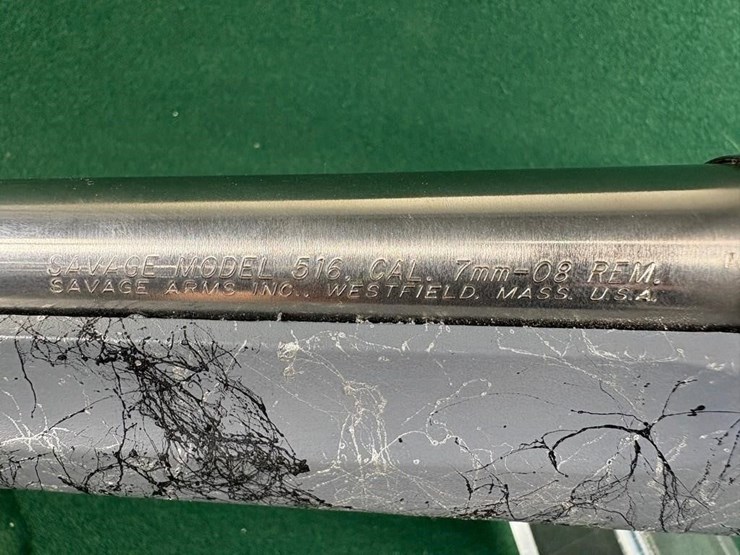 SAVAGE MODEL 516, CAL. 7mm-08 REM.
SAVAGE ARMS INC., WESTFIELD, MASS. U.S.A.